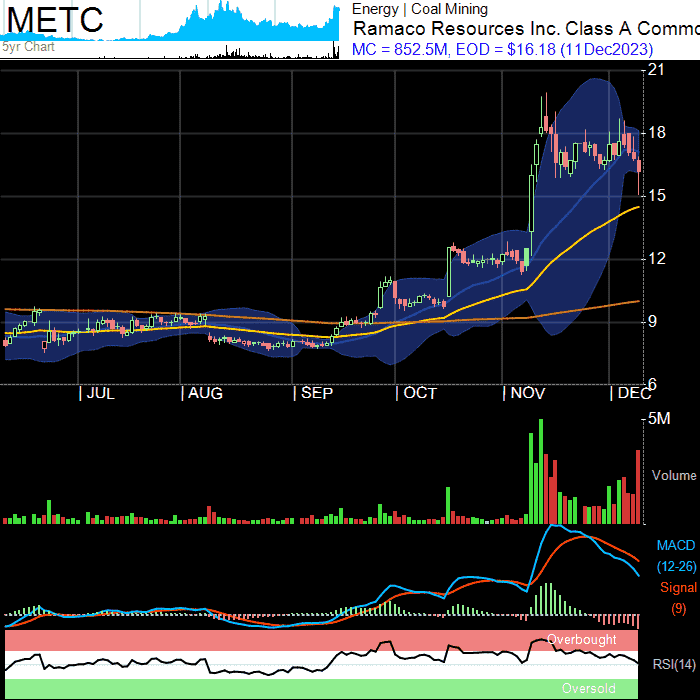 METC
5yr Chart
Energy | Coal Mining
Ramaco Resources Inc. Class A Commo
MC = 852.5M, EOD = $16.18 (11Dec2023)
21
18
15
12
9
6
JUL AUG SEP OCT NOV DEC
5M
Volume
MACD
(12-26)
Signal
(9)
Overbought
RSI(14)
Oversold